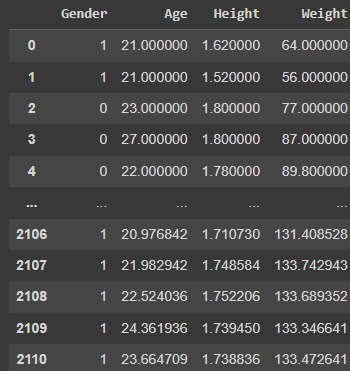 Gender Age Height Weight
0 1 21.000000 1.620000 64.000000
1 1 21.000000 1.520000 56.000000
2 0 23.000000 1.800000 77.000000
3 0 27.000000 1.800000 87.000000
4 0 22.000000 1.780000 89.800000
... ... ... ... ...
2106 1 20.976842 1.710730 131.408528
2107 1 21.982942 1.748584 133.742943
2108 1 22.524036 1.752206 133.689352
2109 1 24.361936 1.739450 133.346641
2110 1 23.664709 1.738836 133.472641